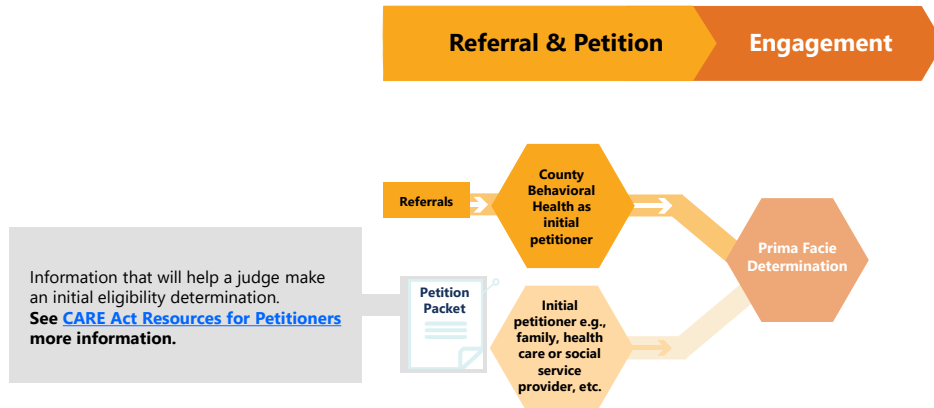 Referral & Petition
Engagement
Referrals
County
Behavioral
Health as
initial
petitioner
Prima Facie
Determination
Information that will help a judge make
an initial eligibility determination.
See CARE Act Resources for Petitioners
more information.
Petition
Packet
Initial
petitioner e.g.,
family, health
care or social
service
provider, etc.